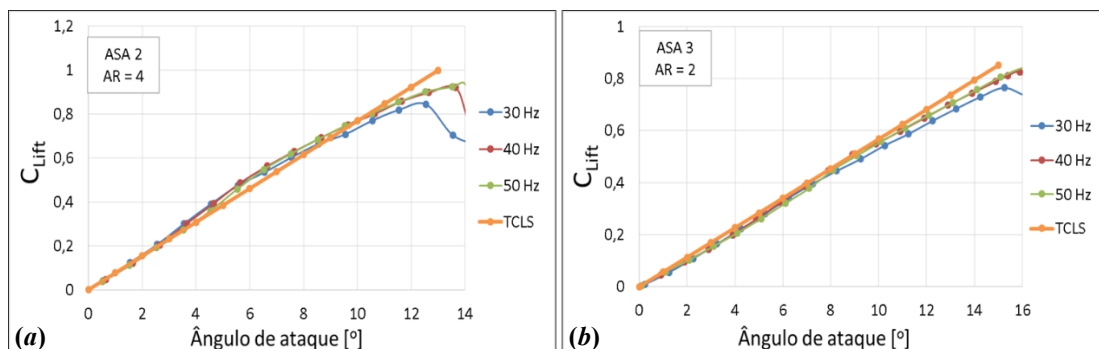 ASA 2
AR = 4
C_Lift
1,2
1
0,8
0,6
0,4
0,2
0
0 2 4 6 8 10 12 14
Ângulo de ataque [º]
30 Hz
40 Hz
50 Hz
TCLS
(a)
ASA 3
AR = 2
C_Lift
1
0,8
0,6
0,4
0,2
0
0 2 4 6 8 10 12 14 16
Ângulo de ataque [º]
30 Hz
40 Hz
50 Hz
TCLS
(b)